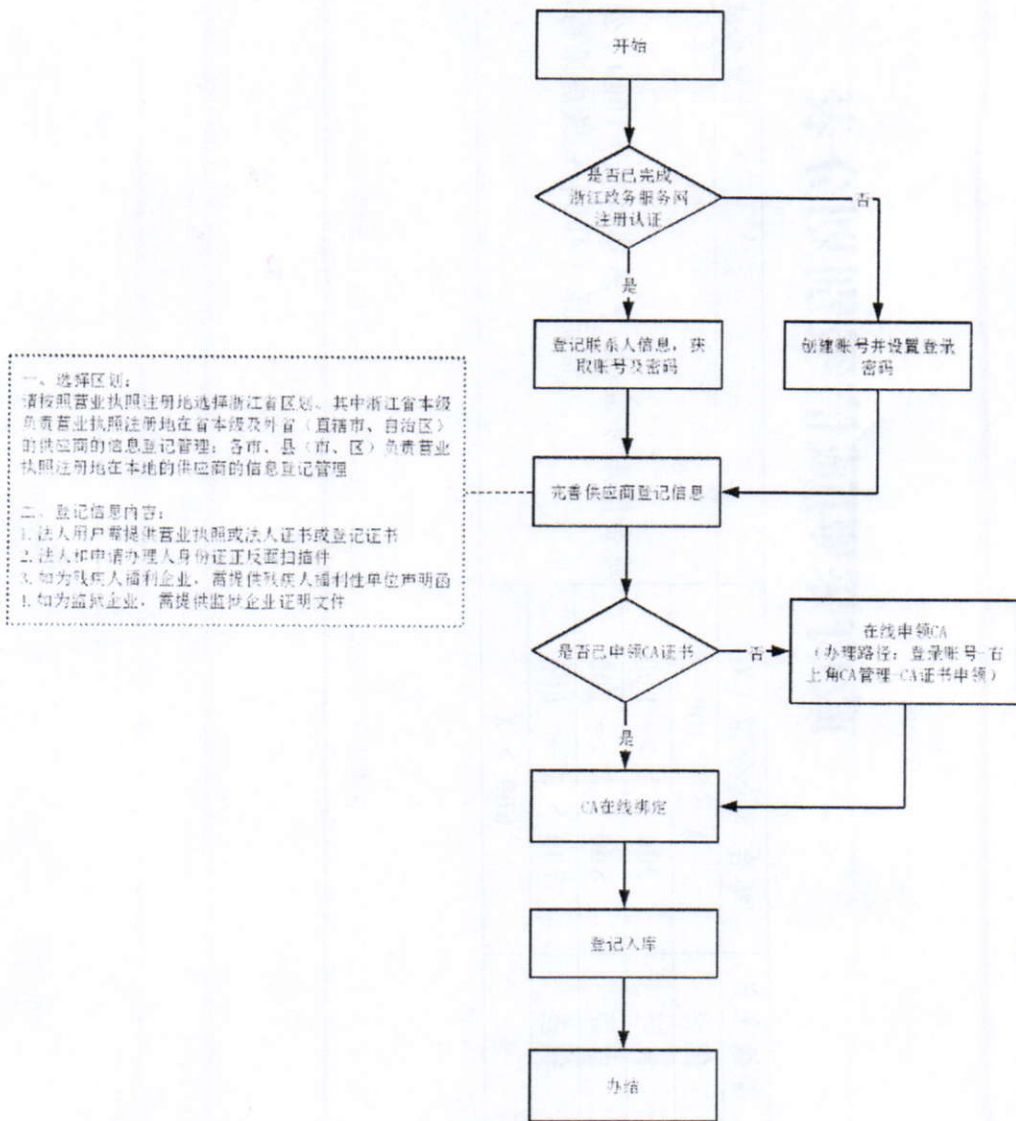 开始
是否已完成
浙江政务服务网
注册认证
否
是
登记联系人信息，获
取账号及密码
创建账号并设置登录
密码
一、选择区划：
请按照营业执照注册地选择浙江省区划、其中浙江省本级
负责营业执照注册地在省本级及外省（直辖市、自治区）
的供应商的信息登记管理；各市、县（市、区）负责营业
执照注册地在本地的供应商的信息登记管理
二、登记信息内容：
1.法人用户需提供营业执照或法人证书或登记证书
2.法人和申请办理人身份证正反面扫描件
3.如为残疾人福利企业，需提供残疾人福利性单位声明函
4.如为监狱企业，需提供监狱企业证明文件
完善供应商登记信息
是否已申领CA证书
否
在线申领CA
（办理路径：登录账号-右
上角CA管理-CA证书申领）
是
CA在线绑定
登记入库
办结